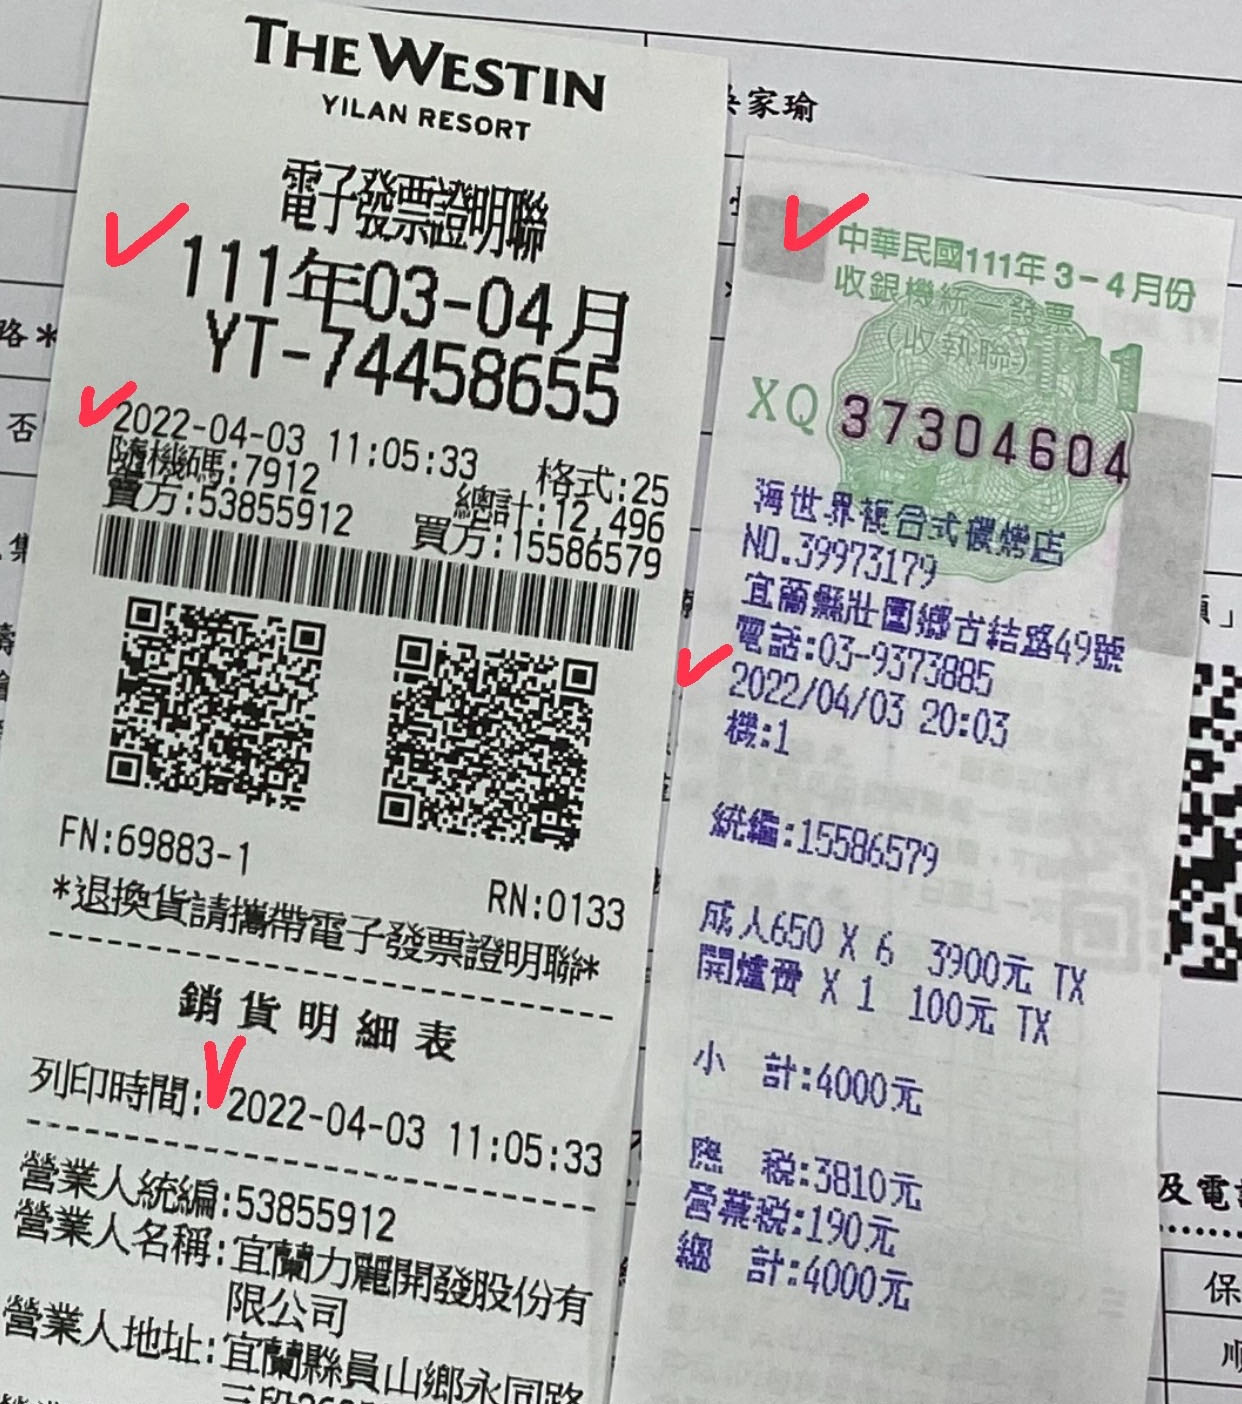 THE WESTIN
YILAN RESORT
電子發票證明聯
111年03-04月
YT-74458655
2022-04-03 11:05:33 格式:25
隨機碼:7912 總計:12,496
賣方:53855912 買方:15586579
FN:69883-1
RN:0133
*退換貨請攜帶電子發票證明聯*
銷貨明細表
列印時間: 2022-04-03 11:05:33
營業人統編:53855912
營業人名稱:宜蘭力麗開發股份有
限公司
營業人地址:宜蘭縣員山鄉永同路
家瑜
中華民國111年3-4月份
收銀機統一發票
(收執聯)
111
XQ 37304604
海世界複合式碳烤店
NO.39973179
宜蘭縣壯圍鄉古結路49號
電話:03-9373885
2022/04/03 20:03
機:1
統編:15586579
成人650 X 6 3900元 TX
開爐費 X 1 100元 TX
小 計:4000元
應 稅:3810元
營業稅:190元
總 計:4000元
路*
否
及電
保
順